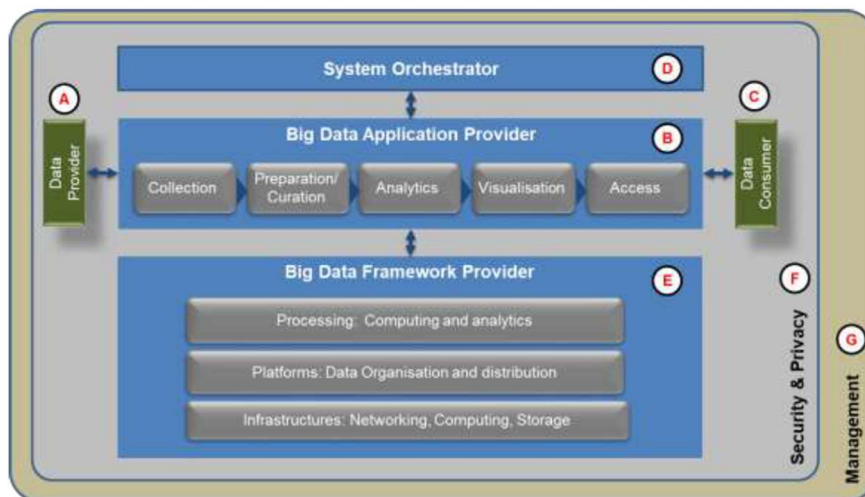 System Orchestrator
D
A
C
Data
Provider
Big Data Application Provider
B
Data
Consumer
Collection
Preparation/
Curation
Analytics
Visualisation
Access
Big Data Framework Provider
E
F
Processing: Computing and analytics
Platforms: Data Organisation and distribution
Infrastructures: Networking, Computing, Storage
Security & Privacy
G
Management